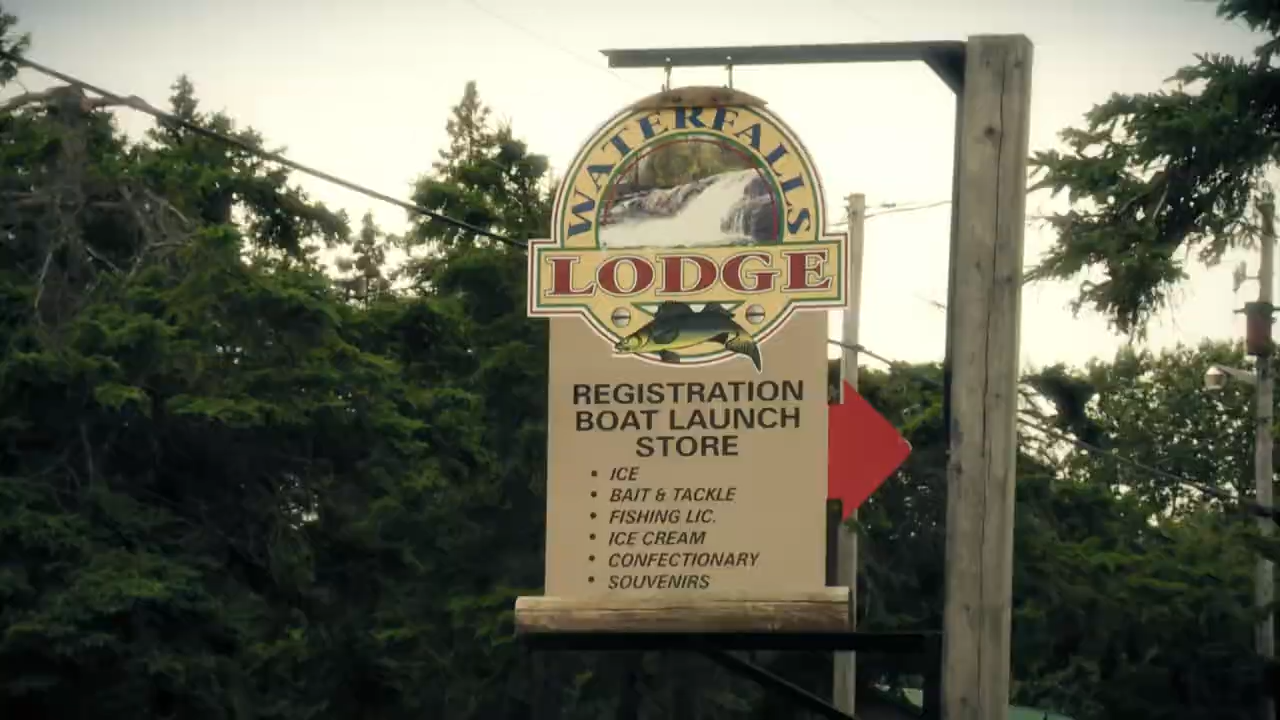 WATERFALLS
LODGE
REGISTRATION
BOAT LAUNCH
STORE
• ICE
• BAIT & TACKLE
• FISHING LIC.
• ICE CREAM
• CONFECTIONARY
• SOUVENIRS